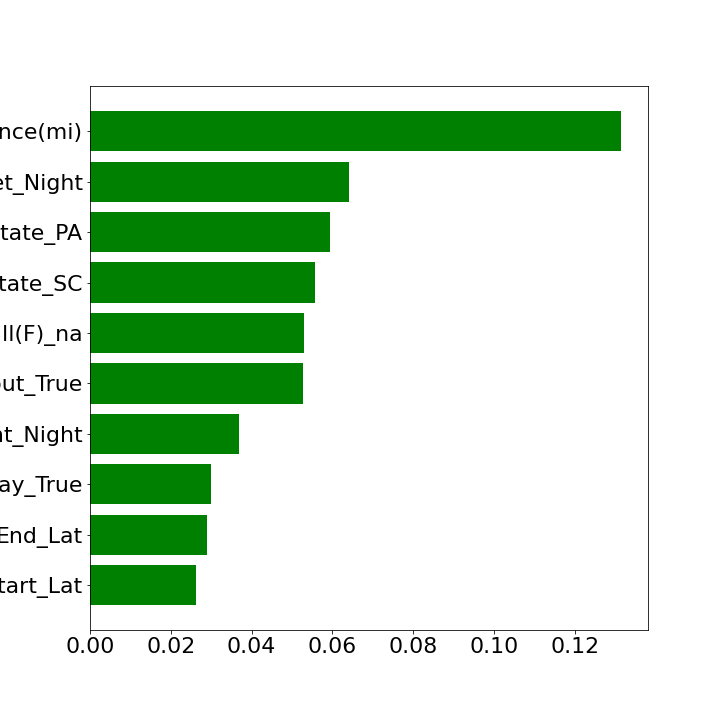 nce(mi)
et_Night
tate_PA
tate_SC
ll(F)_na
out_True
nt_Night
ay_True
End_Lat
tart_Lat
0.00 0.02 0.04 0.06 0.08 0.10 0.12